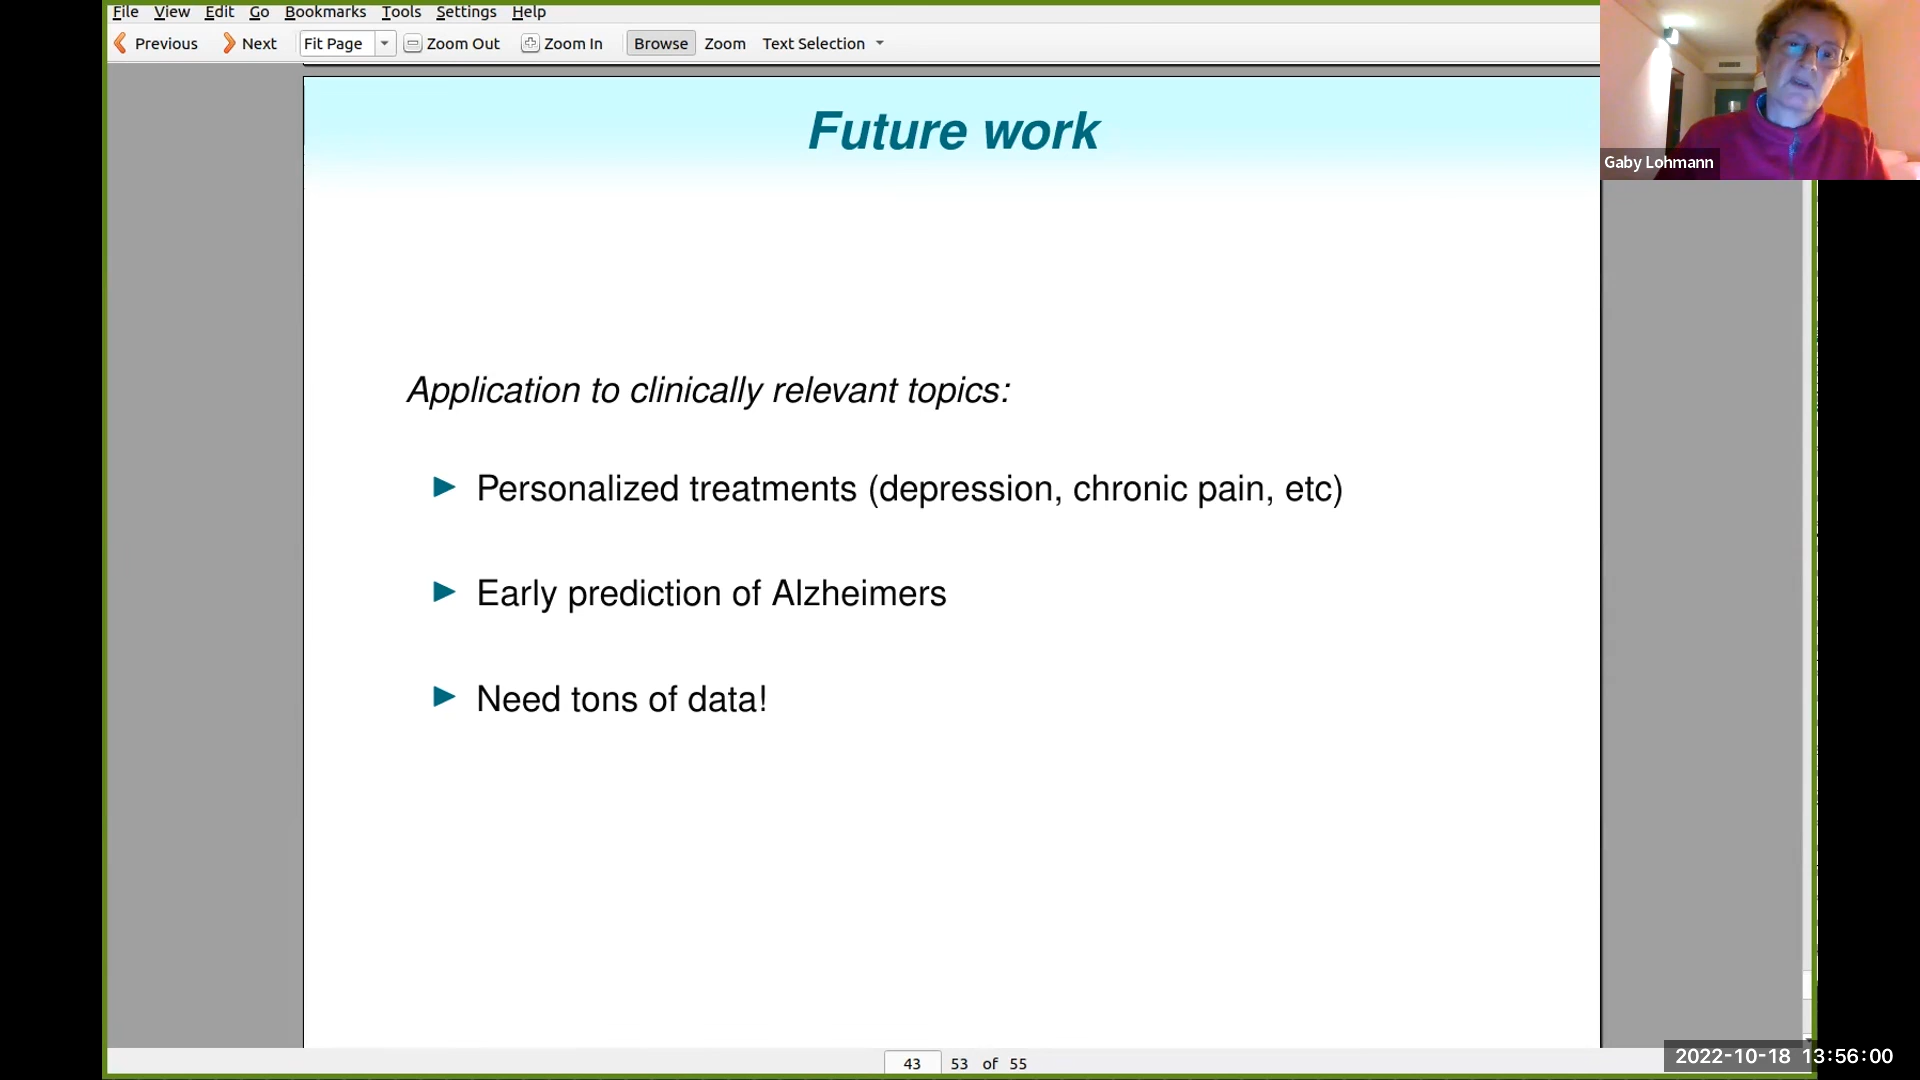 File View Edit Go Bookmarks Tools Settings Help
Previous Next Fit Page Zoom Out Zoom In Browse Zoom Text Selection
Gaby Lohmann
Future work
Application to clinically relevant topics:
Personalized treatments (depression, chronic pain, etc)
Early prediction of Alzheimers
Need tons of data!
43 53 of 55
2022-10-18 13:56:00